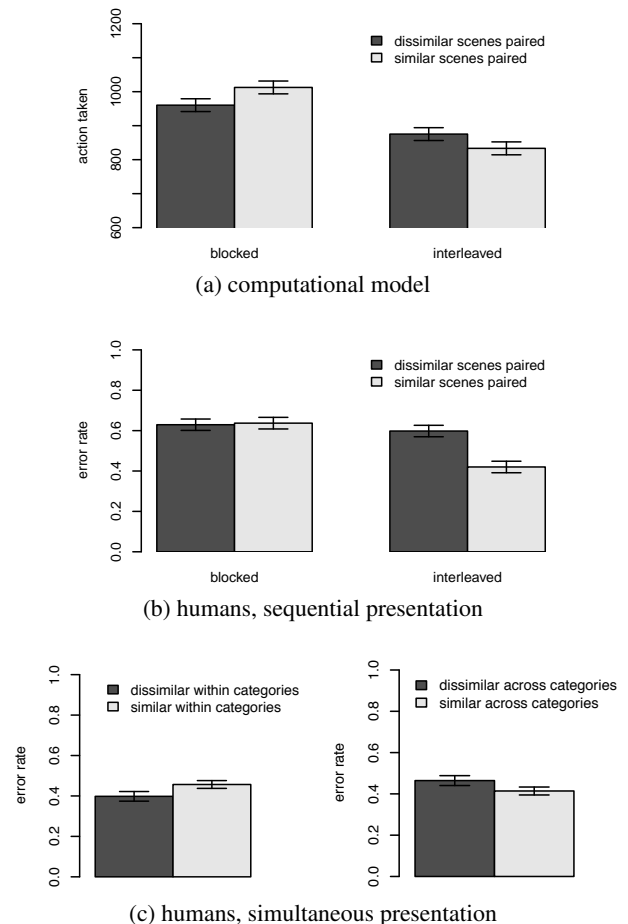 600 800 1000 1200
action taken
dissimilar scenes paired
similar scenes paired
blocked interleaved
(a) computational model
0.0 0.2 0.4 0.6 0.8 1.0
error rate
dissimilar scenes paired
similar scenes paired
blocked interleaved
(b) humans, sequential presentation
0.0 0.2 0.4 0.6 0.8 1.0
error rate
dissimilar within categories
similar within categories
0.0 0.2 0.4 0.6 0.8 1.0
error rate
dissimilar across categories
similar across categories
(c) humans, simultaneous presentation